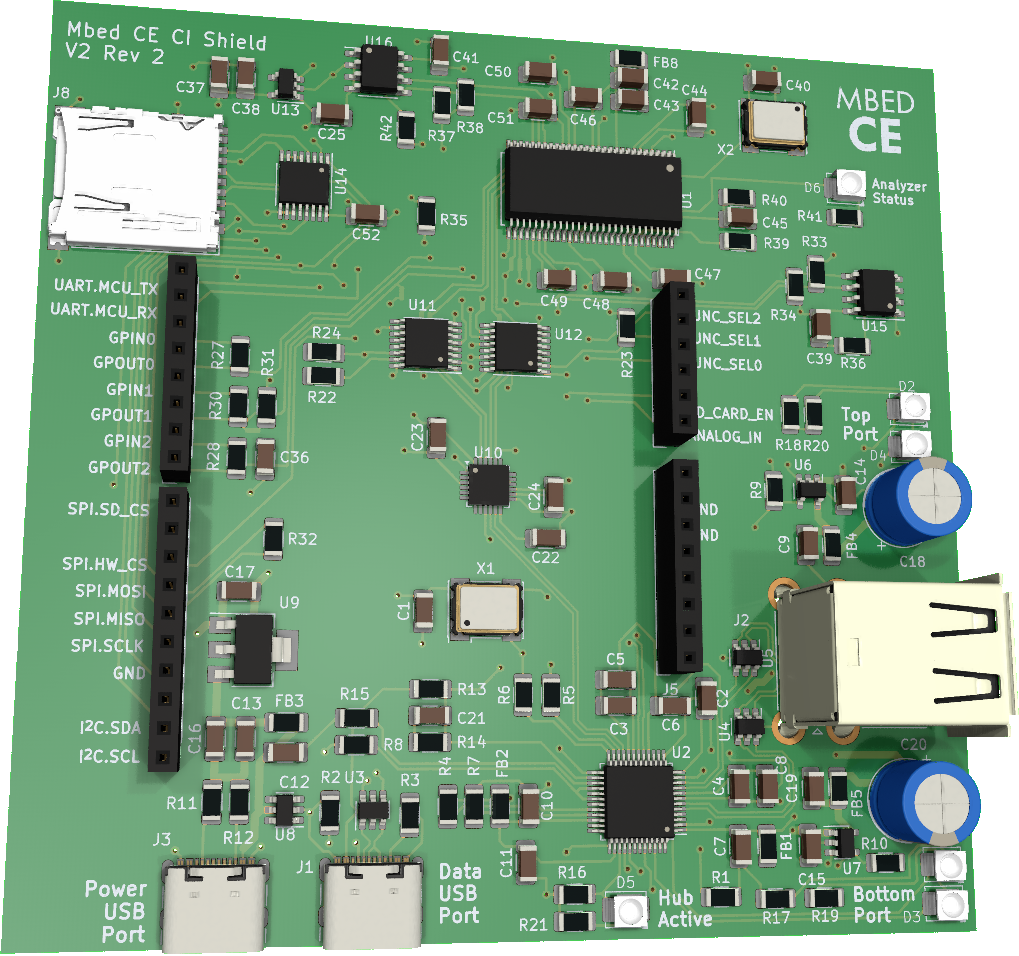 Mbed CE CI Shield
V2 Rev 2
U16
C41
C37
C38
U13
C25
R42
R37
R38
C50
C51
C46
FB8
C42
C43
C44
C40
X2
MBED
CE
J8
U14
C52
R35
U1
R40
C45
R39
D6
Analyzer
Status
R41
R33
R34
U15
C39
R36
C49
C48
C47
UART.MCU_TX
UART.MCU_RX
GPIN0
GPOUT0
GPIN1
GPOUT1
GPIN2
GPOUT2
R27
R31
R30
R28
C36
R24
R22
U11
U12
R23
UNC_SEL2
UNC_SEL1
UNC_SEL0
D_CARD_EN
ANALOG_IN
D2
Top
Port
D4
R18
R20
C23
U10
C24
C22
R9
U6
C14
C9
FB4
C18
ND
ND
SPI.SD_CS
SPI.HW_CS
SPI.MOSI
SPI.MISO
SPI.SCLK
GND
I2C.SDA
I2C.SCL
R32
C17
U9
C1
X1
J2
U5
U4
C5
C3
J5
C6
C2
R13
C21
R14
R6
R5
R15
R8
C16
C13
FB3
C12
R11
R12
U8
R2
U3
R3
R4
R7
FB2
C10
U2
C4
C8
C19
FB5
C20
C7
FB1
C15
U7
R10
J3
J1
Power
USB
Port
Data
USB
Port
C11
R16
R21
D5
Hub
Active
R1
R17
R19
Bottom
Port
D3